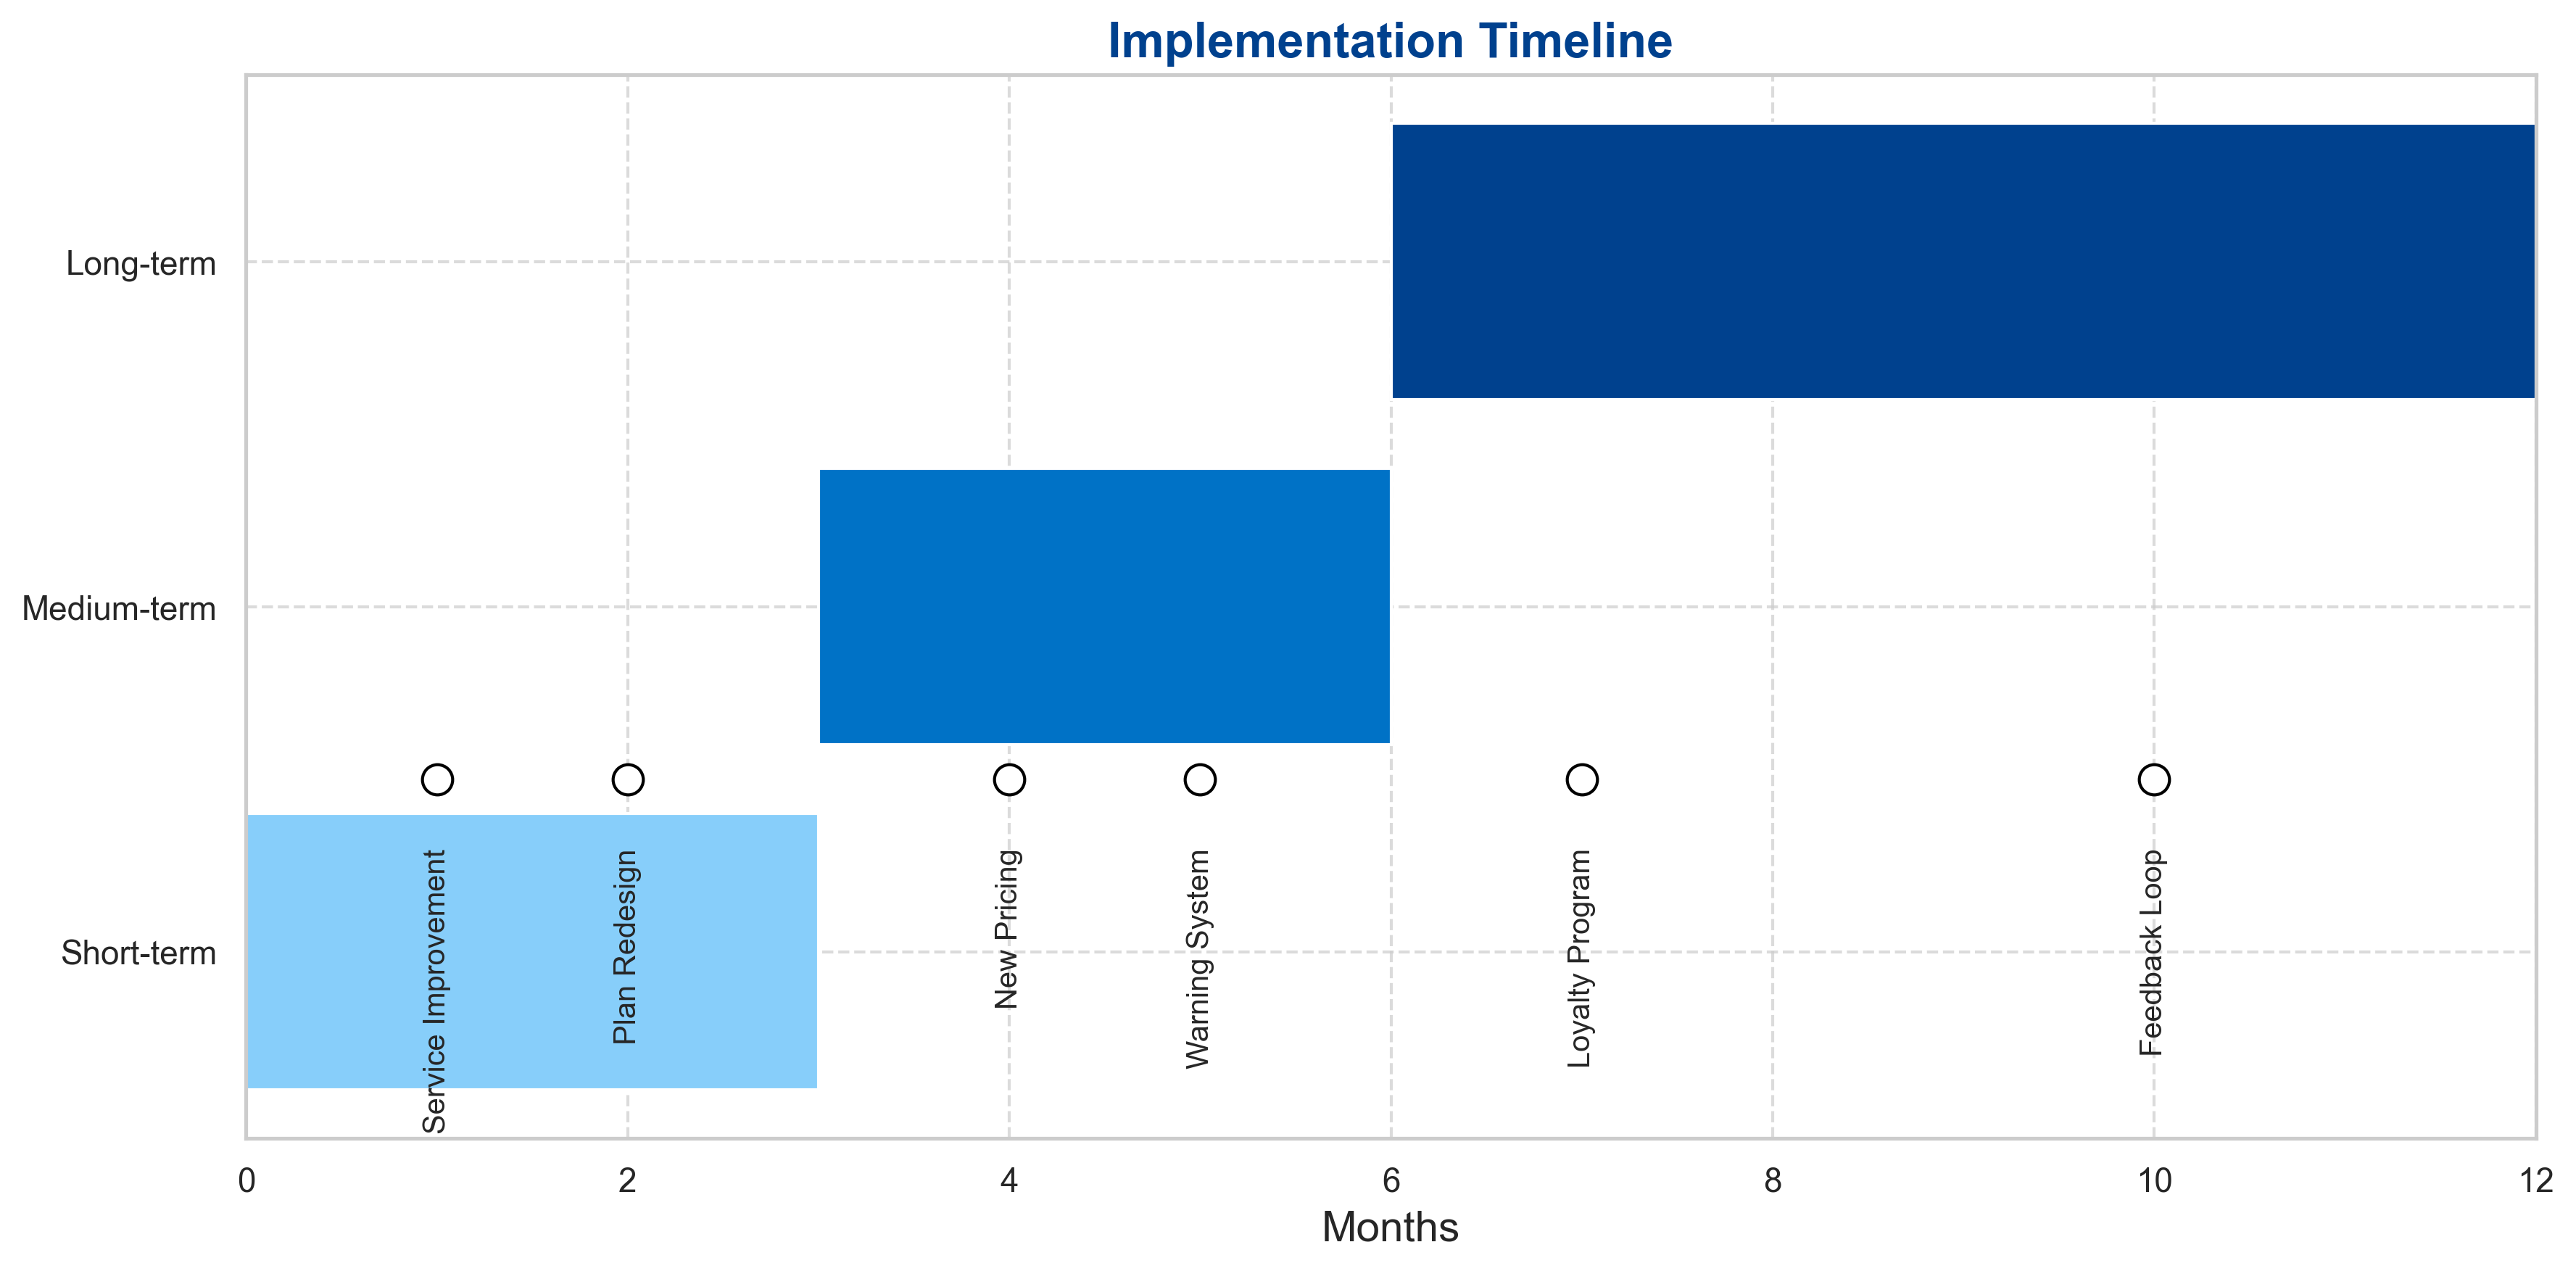 Implementation Timeline
Long-term
Medium-term
Short-term
Service Improvement
Plan Redesign
New Pricing
Warning System
Loyalty Program
Feedback Loop
0
2
4
6
8
10
12
Months